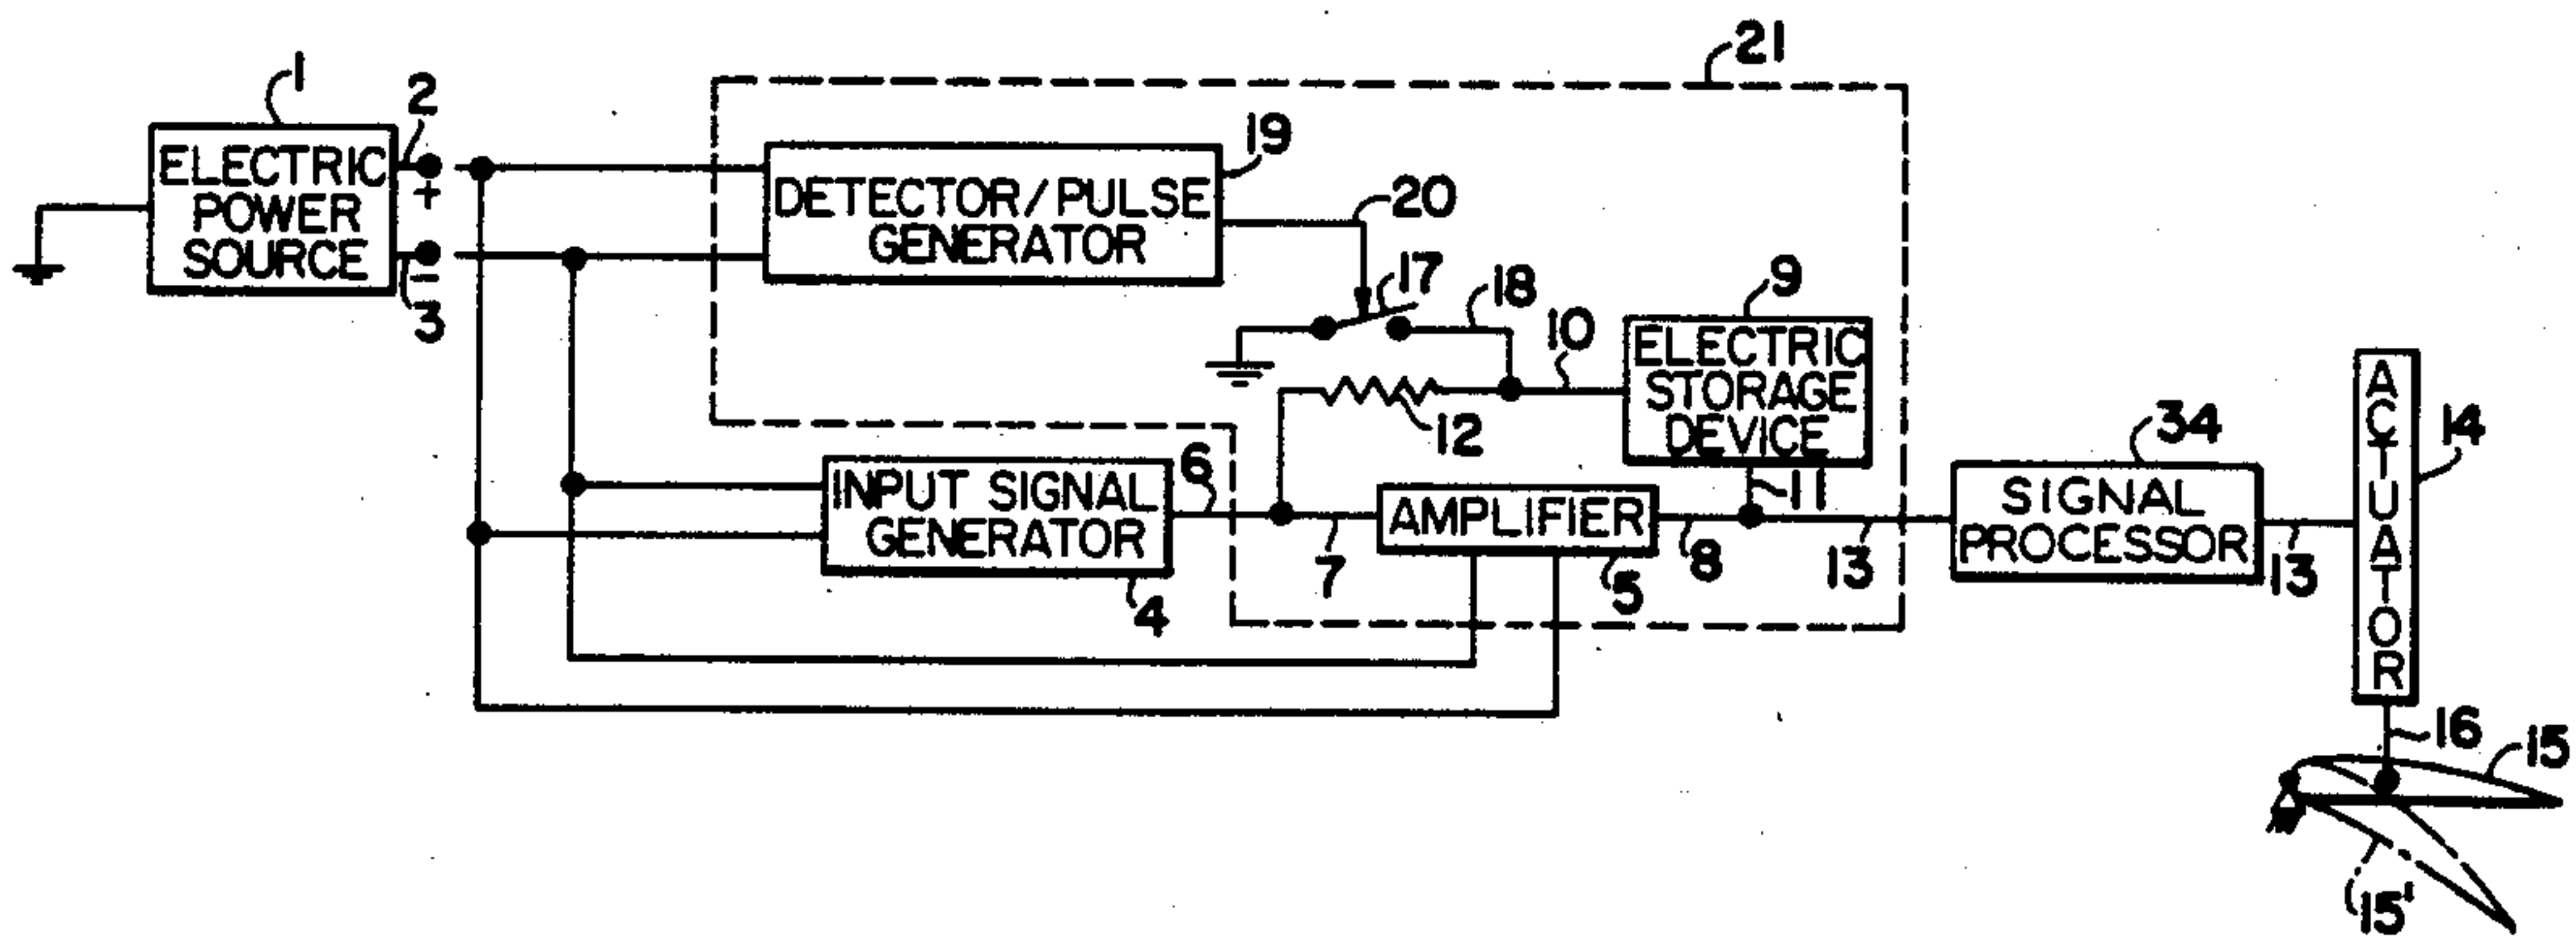 21
1
2
19
ELECTRIC
POWER
SOURCE
+
-
3
DETECTOR/PULSE
GENERATOR
20
17
18
10
9
ELECTRIC
STORAGE
DEVICE
12
11
6
INPUT SIGNAL
GENERATOR
4
7
AMPLIFIER
5
8
13
34
SIGNAL
PROCESSOR
13
ACTUATOR
14
16
15
15'